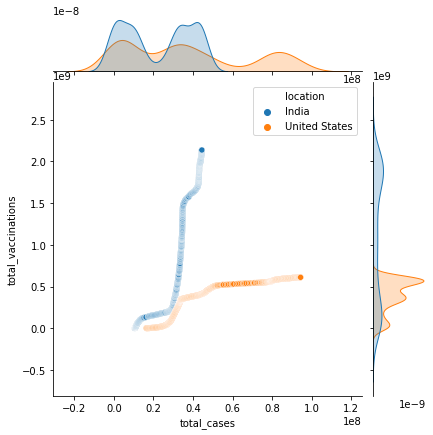 1e−8
1e8
1e9
1e9
location
India
United States
2.5
2.0
1.5
1.0
0.5
0.0
−0.5
total_vaccinations
−0.2 0.0 0.2 0.4 0.6 0.8 1.0 1.2
1e8
1e−9
total_cases